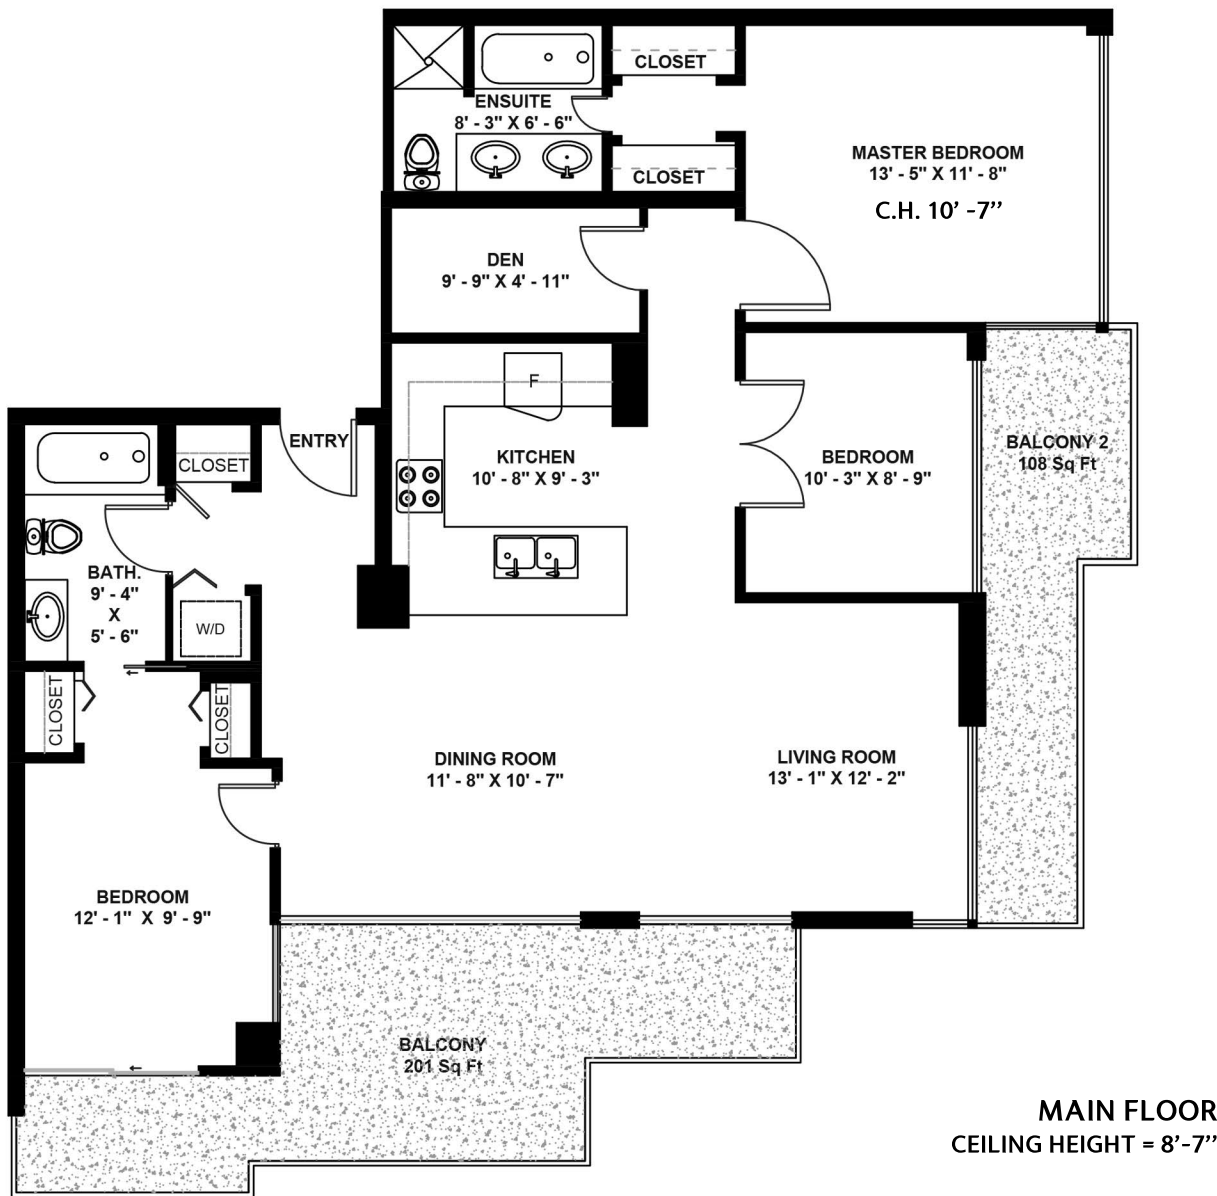 CLOSET
ENSUITE
8' - 3" X 6' - 6"
CLOSET
MASTER BEDROOM
13' - 5" X 11' - 8"
C.H. 10’ -7’’
DEN
9' - 9" X 4' - 11"
F
ENTRY
KITCHEN
10' - 8" X 9' - 3"
BEDROOM
10' - 3" X 8' - 9"
BALCONY 2
108 Sq Ft
CLOSET
BATH.
9' - 4"
X
5' - 6"
W/D
CLOSET
CLOSET
DINING ROOM
11' - 8" X 10' - 7"
LIVING ROOM
13' - 1" X 12' - 2"
BEDROOM
12' - 1" X 9' - 9"
BALCONY
201 Sq Ft
MAIN FLOOR
CEILING HEIGHT = 8’-7’’